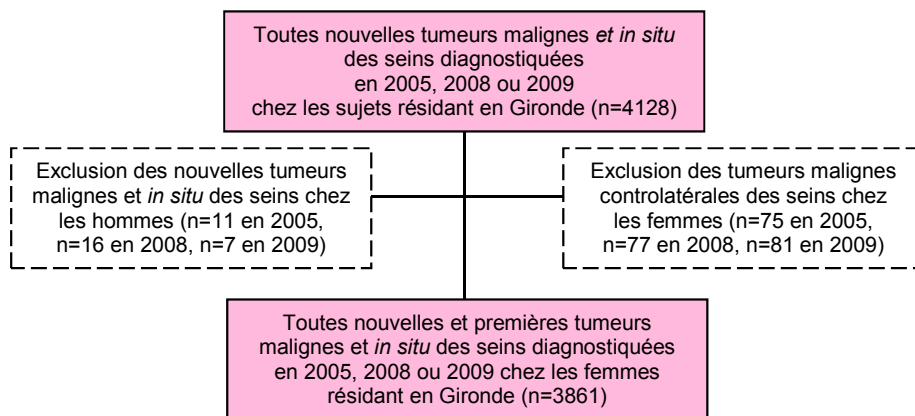 Toutes nouvelles tumeurs malignes et in situ
des seins diagnostiquées
en 2005, 2008 ou 2009
chez les sujets résidant en Gironde (n=4128)
Exclusion des nouvelles tumeurs
malignes et in situ des seins chez
les hommes (n=11 en 2005,
n=16 en 2008, n=7 en 2009)
Exclusion des tumeurs malignes
controlatérales des seins chez
les femmes (n=75 en 2005,
n=77 en 2008, n=81 en 2009)
Toutes nouvelles et premières tumeurs
malignes et in situ des seins diagnostiquées
en 2005, 2008 ou 2009 chez les femmes
résidant en Gironde (n=3861)